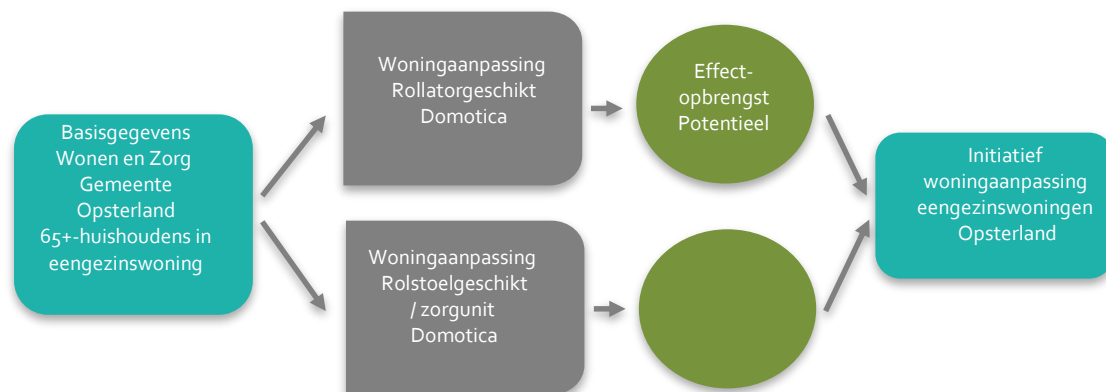 Basisgegevens
Wonen en Zorg
Gemeente
Opsterland
65+-huishoudens in
eengezinswoning
Woningaanpassing
Rollatorgeschikt
Domotica
Effect-
opbrengst
Potentieel
Woningaanpassing
Rolstoelgeschikt
/ zorgunit
Domotica
Initiatief
woningaanpassing
eengezinswoningen
Opsterland